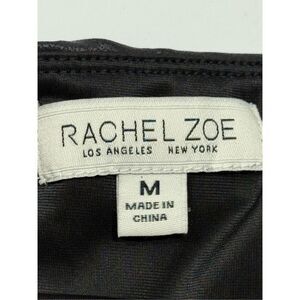 RACHEL ZOE
LOS ANGELES NEW YORK
M
MADE IN
CHINA